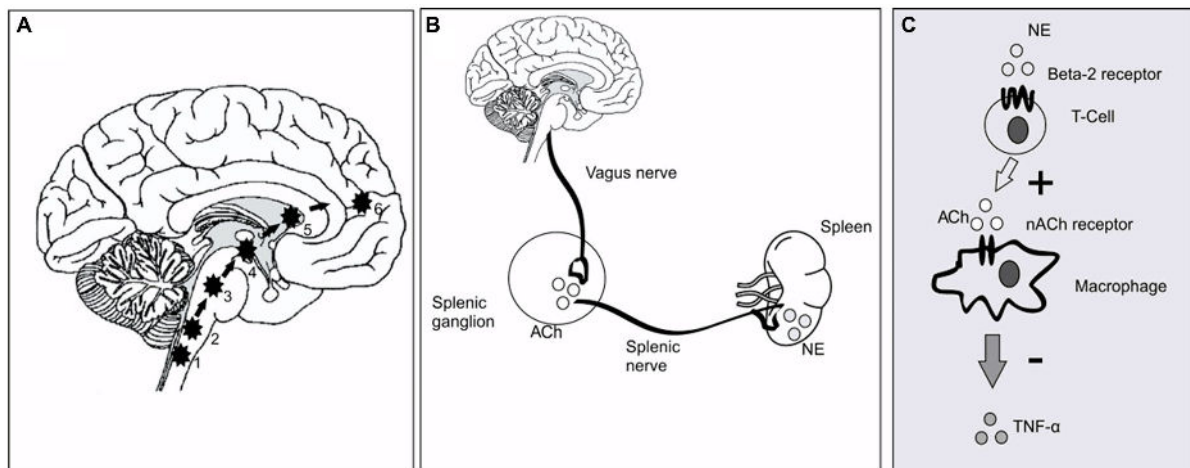 A
1
2
3
4
5
6
B
Vagus nerve
Splenic
ganglion
ACh
Splenic
nerve
Spleen
NE
C
NE
Beta-2 receptor
T-Cell
+
ACh
nACh receptor
Macrophage
-
TNF-α